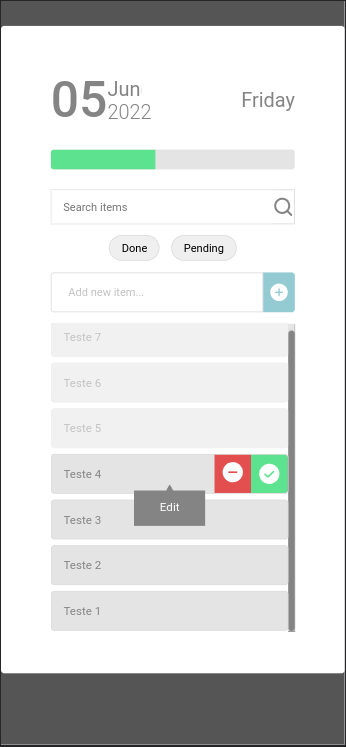 05 Jun
2022
Friday
Search items
Done Pending
Add new item...
Teste 7
Teste 6
Teste 5
Teste 4
Edit
Teste 3
Teste 2
Teste 1